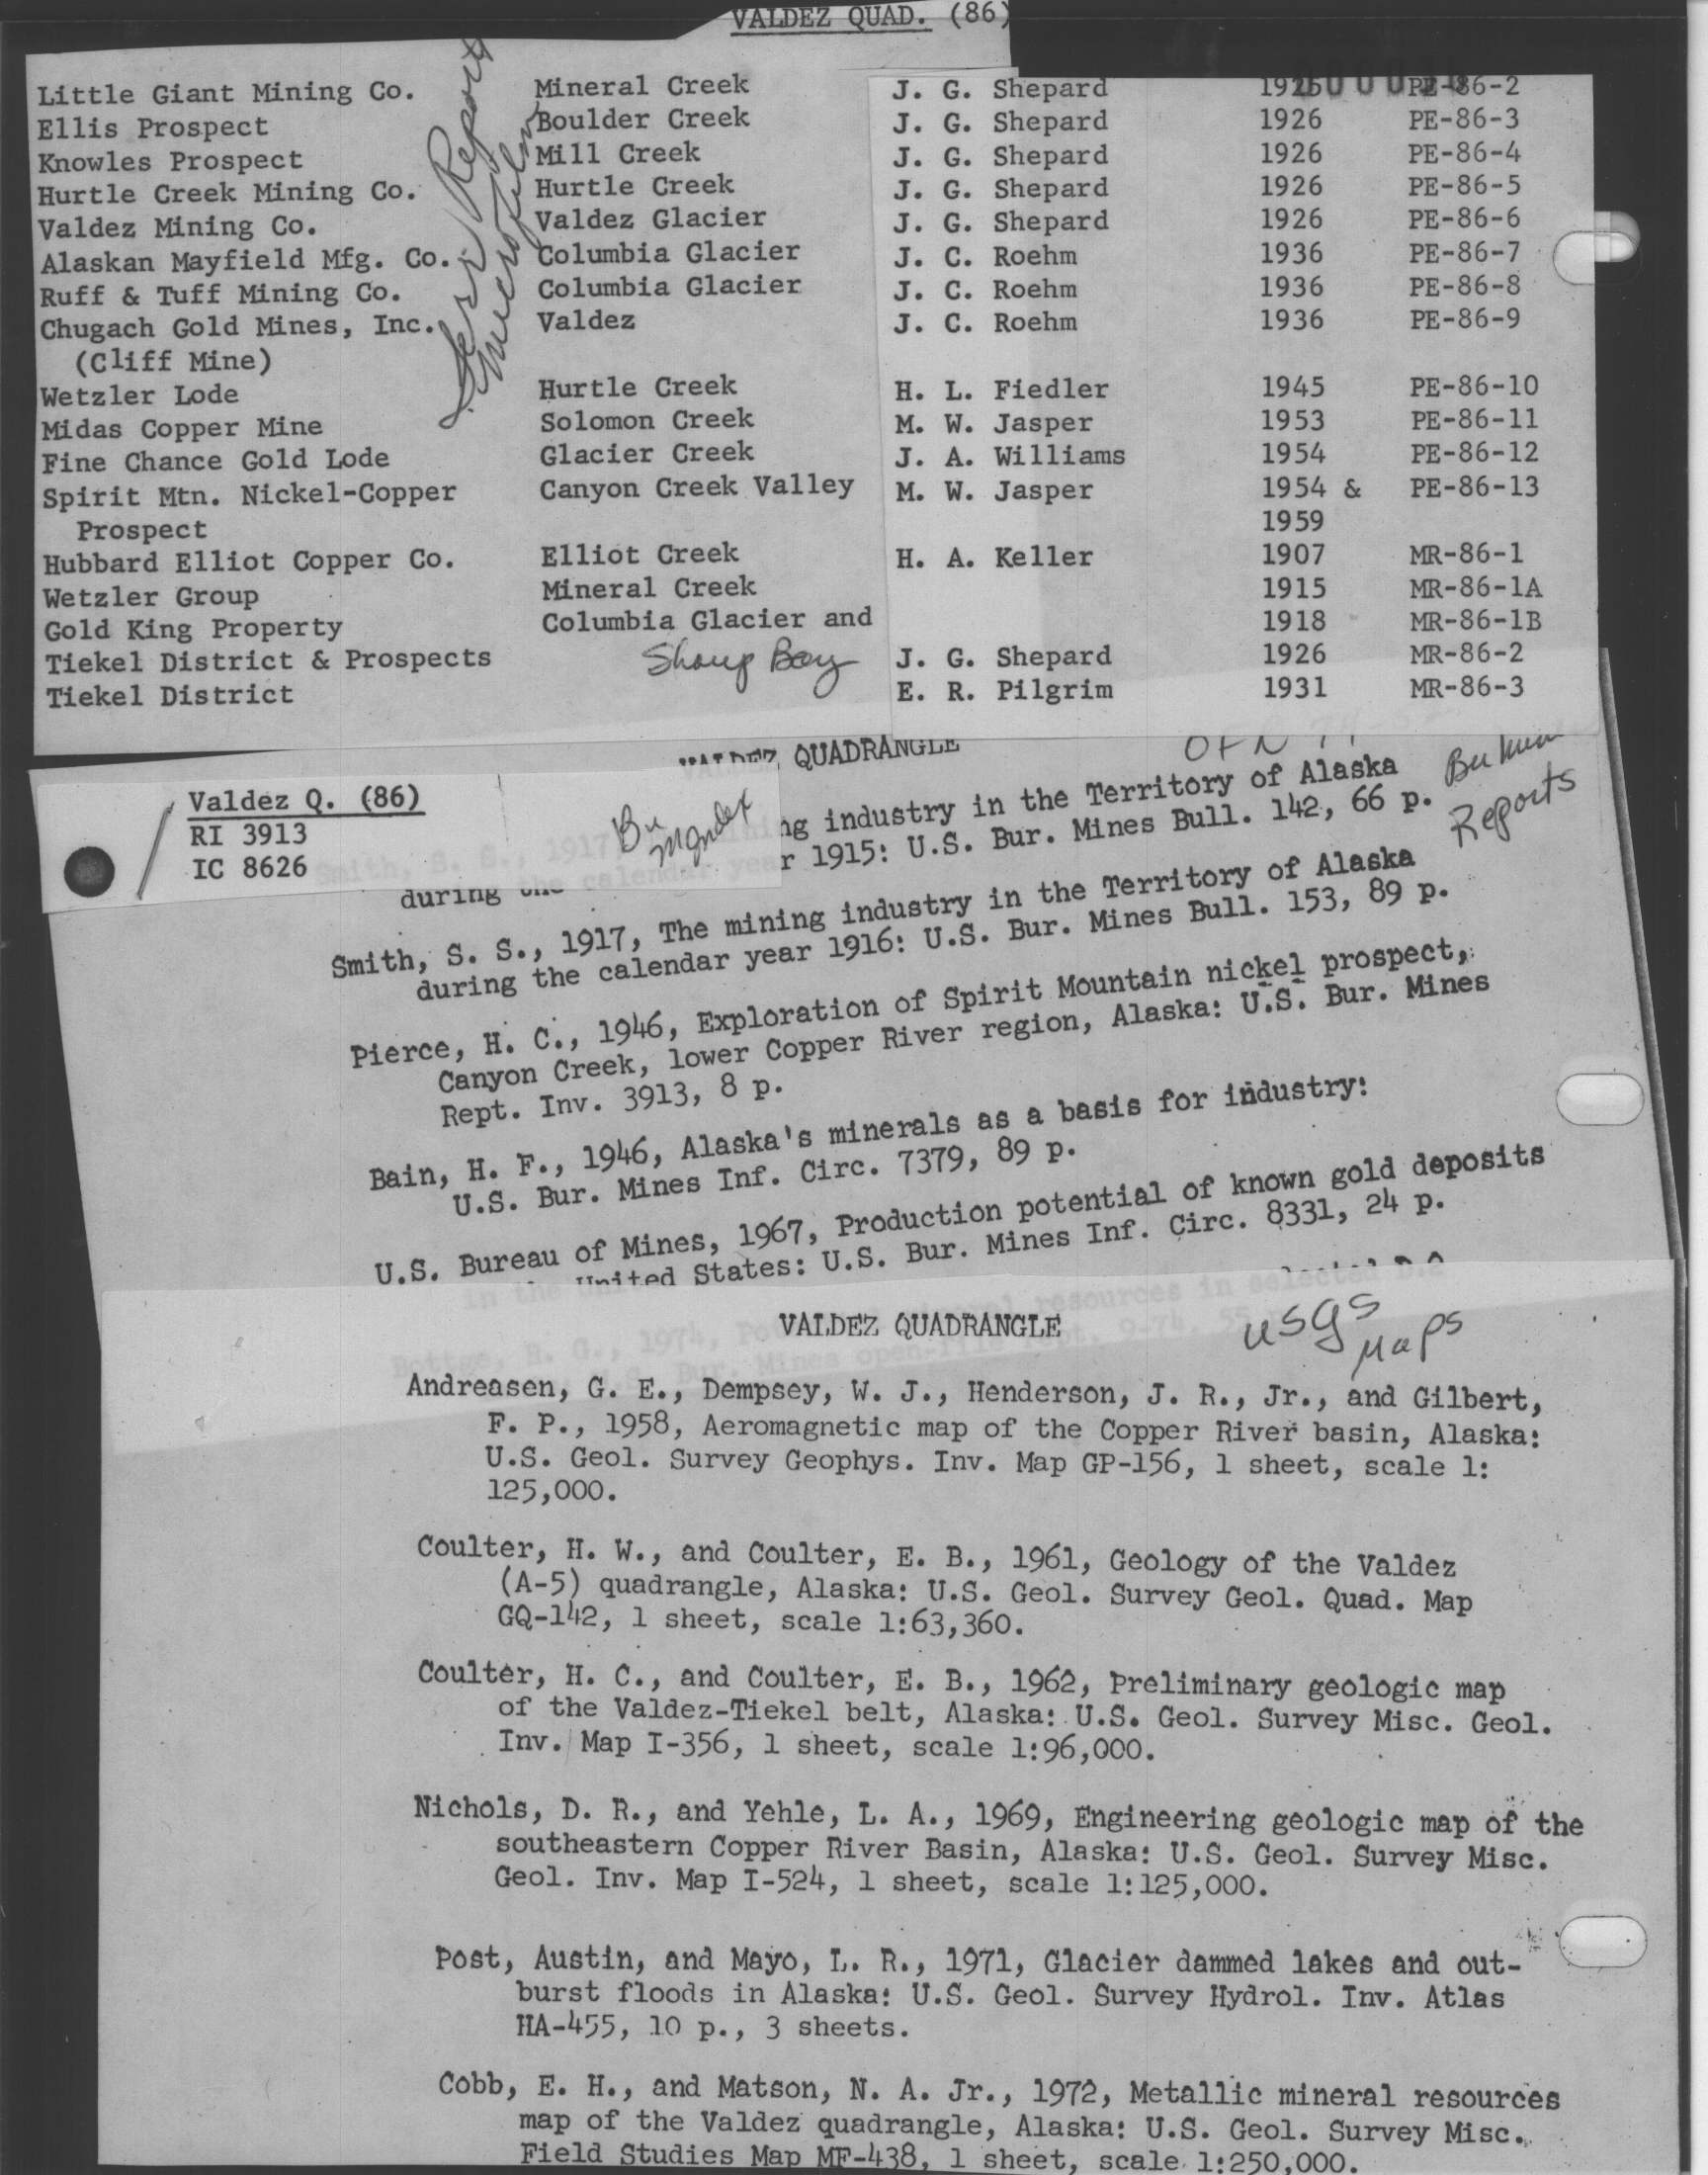 VALDEZ QUAD. (86)
Little Giant Mining Co. Mineral Creek J. G. Shepard PE-86-2
Ellis Prospect Boulder Creek J. G. Shepard 1926 PE-86-3
Knowles Prospect Mill Creek J. G. Shepard 1926 PE-86-4
Hurtle Creek Mining Co. Hurtle Creek J. G. Shepard 1926 PE-86-5
Valdez Mining Co. Valdez Glacier J. G. Shepard 1926 PE-86-6
Alaskan Mayfield Mfg. Co. Columbia Glacier J. C. Roehm 1936 PE-86-7
Ruff & Tuff Mining Co. Columbia Glacier J. C. Roehm 1936 PE-86-8
Chugach Gold Mines, Inc. Valdez J. C. Roehm 1936 PE-86-9
(Cliff Mine)
Wetzler Lode Hurtle Creek H. L. Fiedler 1945 PE-86-10
Midas Copper Mine Solomon Creek M. W. Jasper 1953 PE-86-11
Fine Chance Gold Lode Glacier Creek J. A. Williams 1954 PE-86-12
Spirit Mtn. Nickel-Copper Canyon Creek Valley M. W. Jasper 1954 & PE-86-13
Prospect 1959
Hubbard Elliot Copper Co. Elliot Creek H. A. Keller 1907 MR-86-1
Wetzler Group Mineral Creek 1915 MR-86-1A
Gold King Property Columbia Glacier and 1918 MR-86-1B
Tiekel District & Prospects Shoup Bay J. G. Shepard 1926 MR-86-2
Tiekel District E. R. Pilgrim 1931 MR-86-3
Microfilm
Report
VALDEZ QUADRANGLE
Reports
Valdez Q. (86)
RI 3913
IC 8626
Bu
ng industry in the Territory of Alaska
during the calendar year 1915: U.S. Bur. Mines Bull. 142, 66 p.
Smith, S. S., 1917, The mining industry in the Territory of Alaska
during the calendar year 1916: U.S. Bur. Mines Bull. 153, 89 p.
Pierce, H. C., 1946, Exploration of Spirit Mountain nickel prospect,
Canyon Creek, lower Copper River region, Alaska: U.S. Bur. Mines
Rept. Inv. 3913, 8 p.
Bain, H. F., 1946, Alaska's minerals as a basis for industry:
U.S. Bur. Mines Inf. Circ. 7379, 89 p.
U.S. Bureau of Mines, 1967, Production potential of known gold deposits
in the United States: U.S. Bur. Mines Inf. Circ. 8331, 24 p.
VALDEZ QUADRANGLE
USGS
Maps
Andreasen, G. E., Dempsey, W. J., Henderson, J. R., Jr., and Gilbert,
F. P., 1958, Aeromagnetic map of the Copper River basin, Alaska:
U.S. Geol. Survey Geophys. Inv. Map GP-156, 1 sheet, scale 1:
125,000.
Coulter, H. W., and Coulter, E. B., 1961, Geology of the Valdez
(A-5) quadrangle, Alaska: U.S. Geol. Survey Geol. Quad. Map
GQ-142, 1 sheet, scale 1:63,360.
Coulter, H. C., and Coulter, E. B., 1962, Preliminary geologic map
of the Valdez-Tiekel belt, Alaska: U.S. Geol. Survey Misc. Geol.
Inv. Map I-356, 1 sheet, scale 1:96,000.
Nichols, D. R., and Yehle, L. A., 1969, Engineering geologic map of the
southeastern Copper River Basin, Alaska: U.S. Geol. Survey Misc.
Geol. Inv. Map I-524, 1 sheet, scale 1:125,000.
Post, Austin, and Mayo, L. R., 1971, Glacier dammed lakes and out-
burst floods in Alaska: U.S. Geol. Survey Hydrol. Inv. Atlas
HA-455, 10 p., 3 sheets.
Cobb, E. H., and Matson, N. A. Jr., 1972, Metallic mineral resources
map of the Valdez quadrangle, Alaska: U.S. Geol. Survey Misc.
Field Studies Map MF-438, 1 sheet, scale 1:250,000.